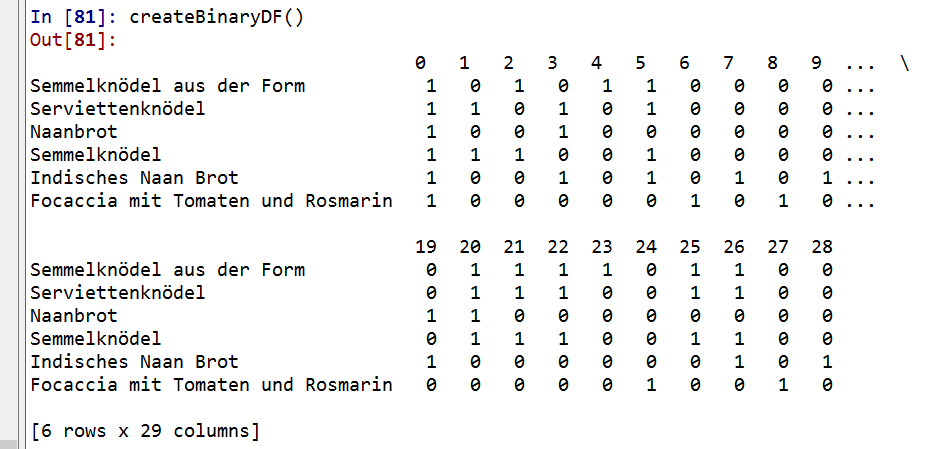 In [81]: createBinaryDF()
Out[81]:
0 1 2 3 4 5 6 7 8 9 ... \
Semmelknödel aus der Form 1 0 1 0 1 1 0 0 0 0 ...
Serviettenknödel 1 1 0 1 0 1 0 0 0 0 ...
Naanbrot 1 0 0 1 0 0 0 0 0 0 ...
Semmelknödel 1 1 1 0 0 1 0 0 0 0 ...
Indisches Naan Brot 1 0 0 1 0 1 0 1 0 1 ...
Focaccia mit Tomaten und Rosmarin 1 0 0 0 0 0 1 0 1 0 ...
19 20 21 22 23 24 25 26 27 28
Semmelknödel aus der Form 0 1 1 1 1 0 1 1 0 0
Serviettenknödel 0 1 1 1 0 0 1 1 0 0
Naanbrot 1 1 0 0 0 0 0 0 0 0
Semmelknödel 0 1 1 1 0 0 1 1 0 0
Indisches Naan Brot 1 0 0 0 0 0 0 1 0 1
Focaccia mit Tomaten und Rosmarin 0 0 0 0 0 1 0 0 1 0
[6 rows x 29 columns]